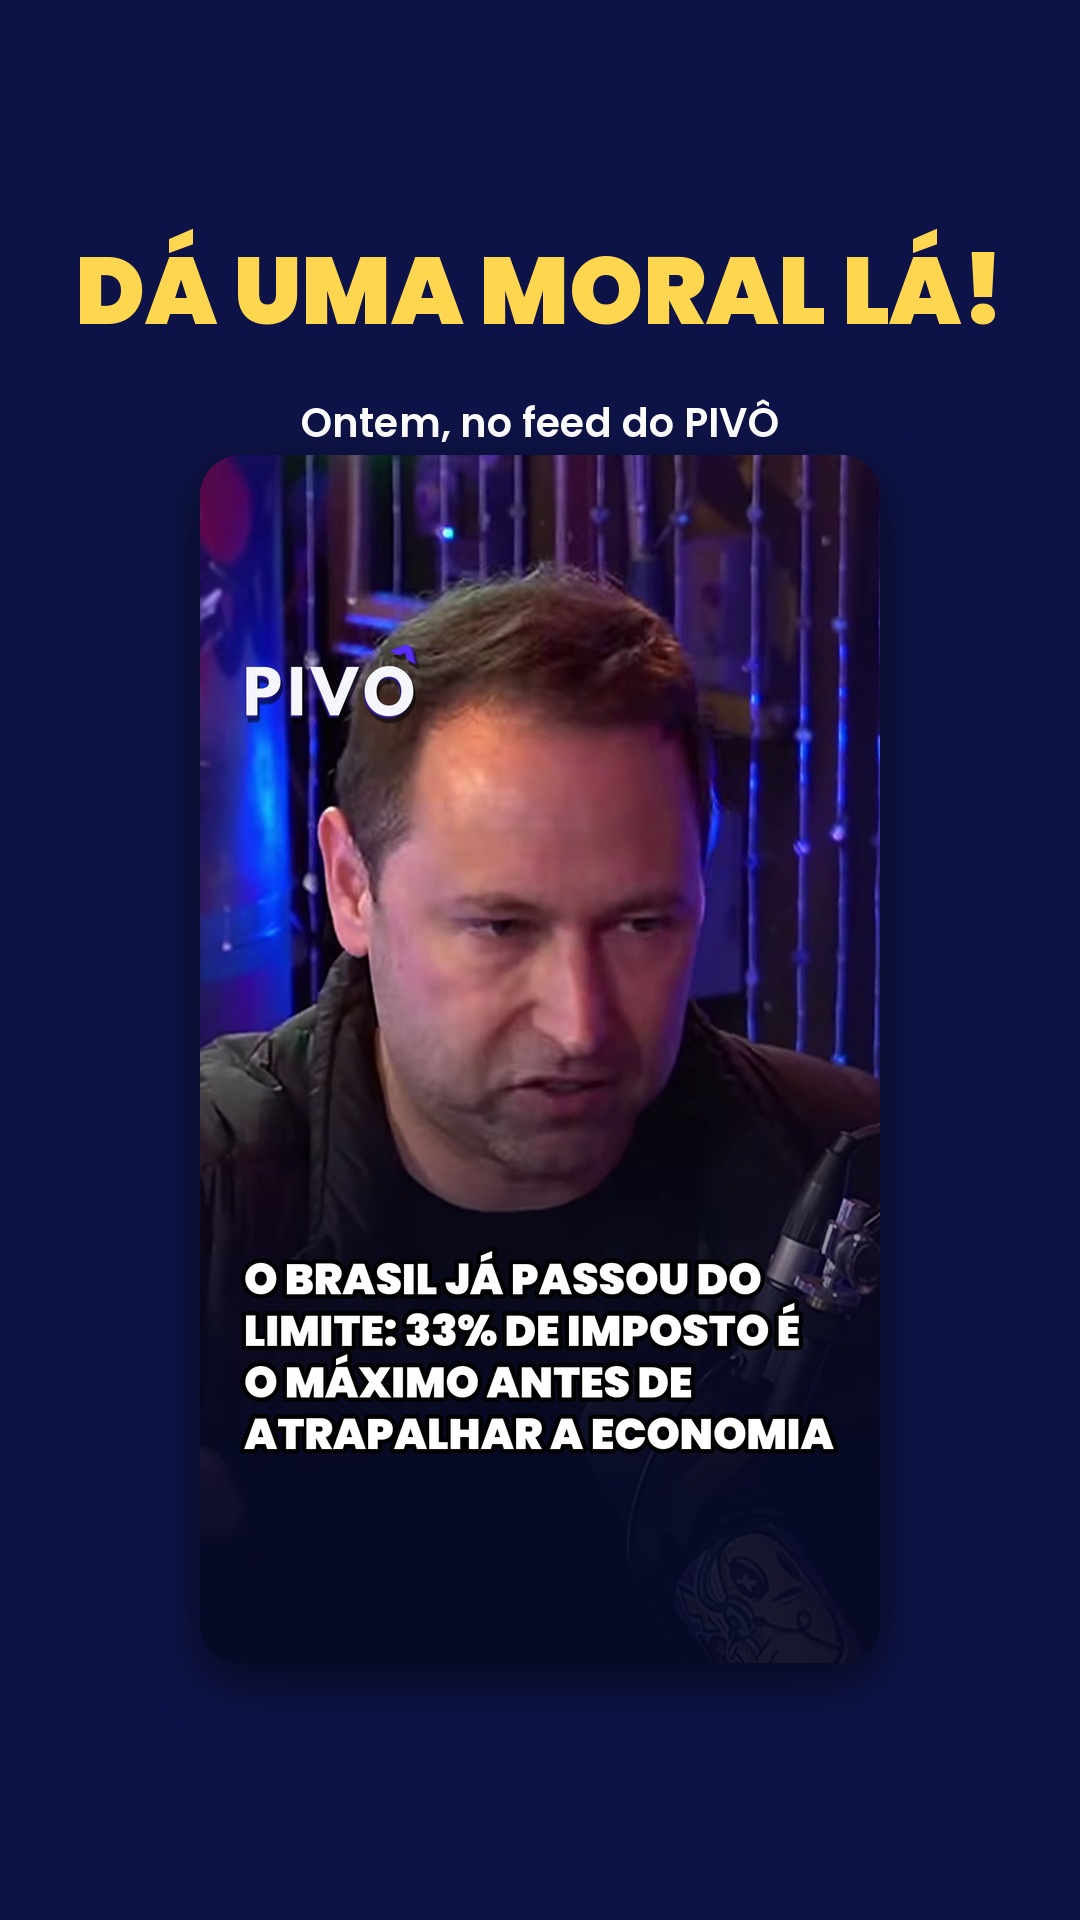 DÁ UMA MORAL LÁ!
Ontem, no feed do PIVÔ
PIVÔ
O BRASIL JÁ PASSOU DO
LIMITE: 33% DE IMPOSTO É
O MÁXIMO ANTES DE
ATRAPALHAR A ECONOMIA